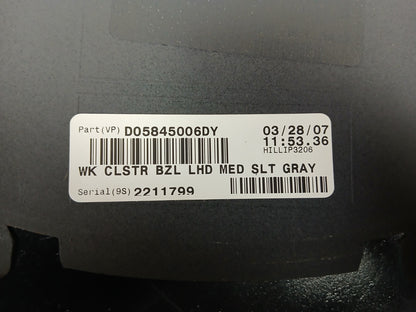 Part(VP) D05845006DY 03/28/07
11:53.36
HILLIP3206
WK CLSTR BZL LHD MED SLT GRAY
Serial(9S) 2211799